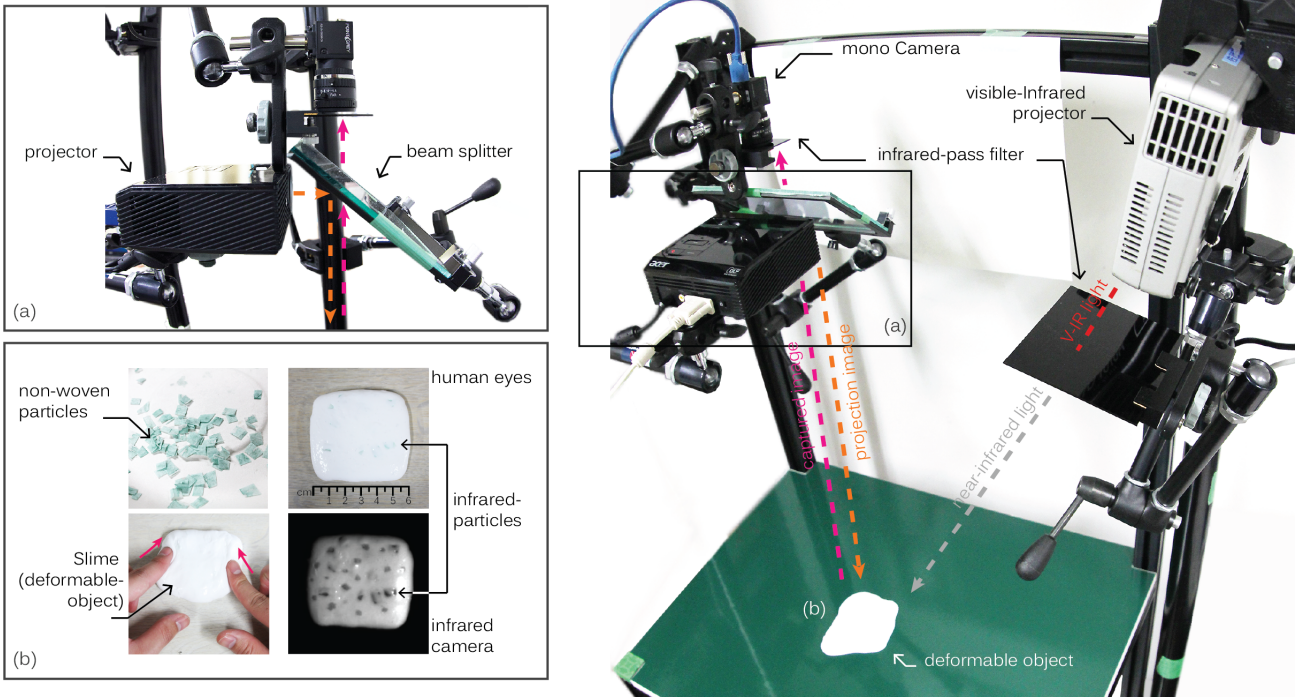 projector
beam splitter
(a)
non-woven
particles
human eyes
cm
1 2 3 4 5 6
infrared-
particles
Slime
(deformable-
object)
infrared
camera
(b)
mono Camera
visible-Infrared
projector
infrared-pass filter
acer
(a)
V-IR light
captured image
projection image
near-infrared light
(b)
deformable object